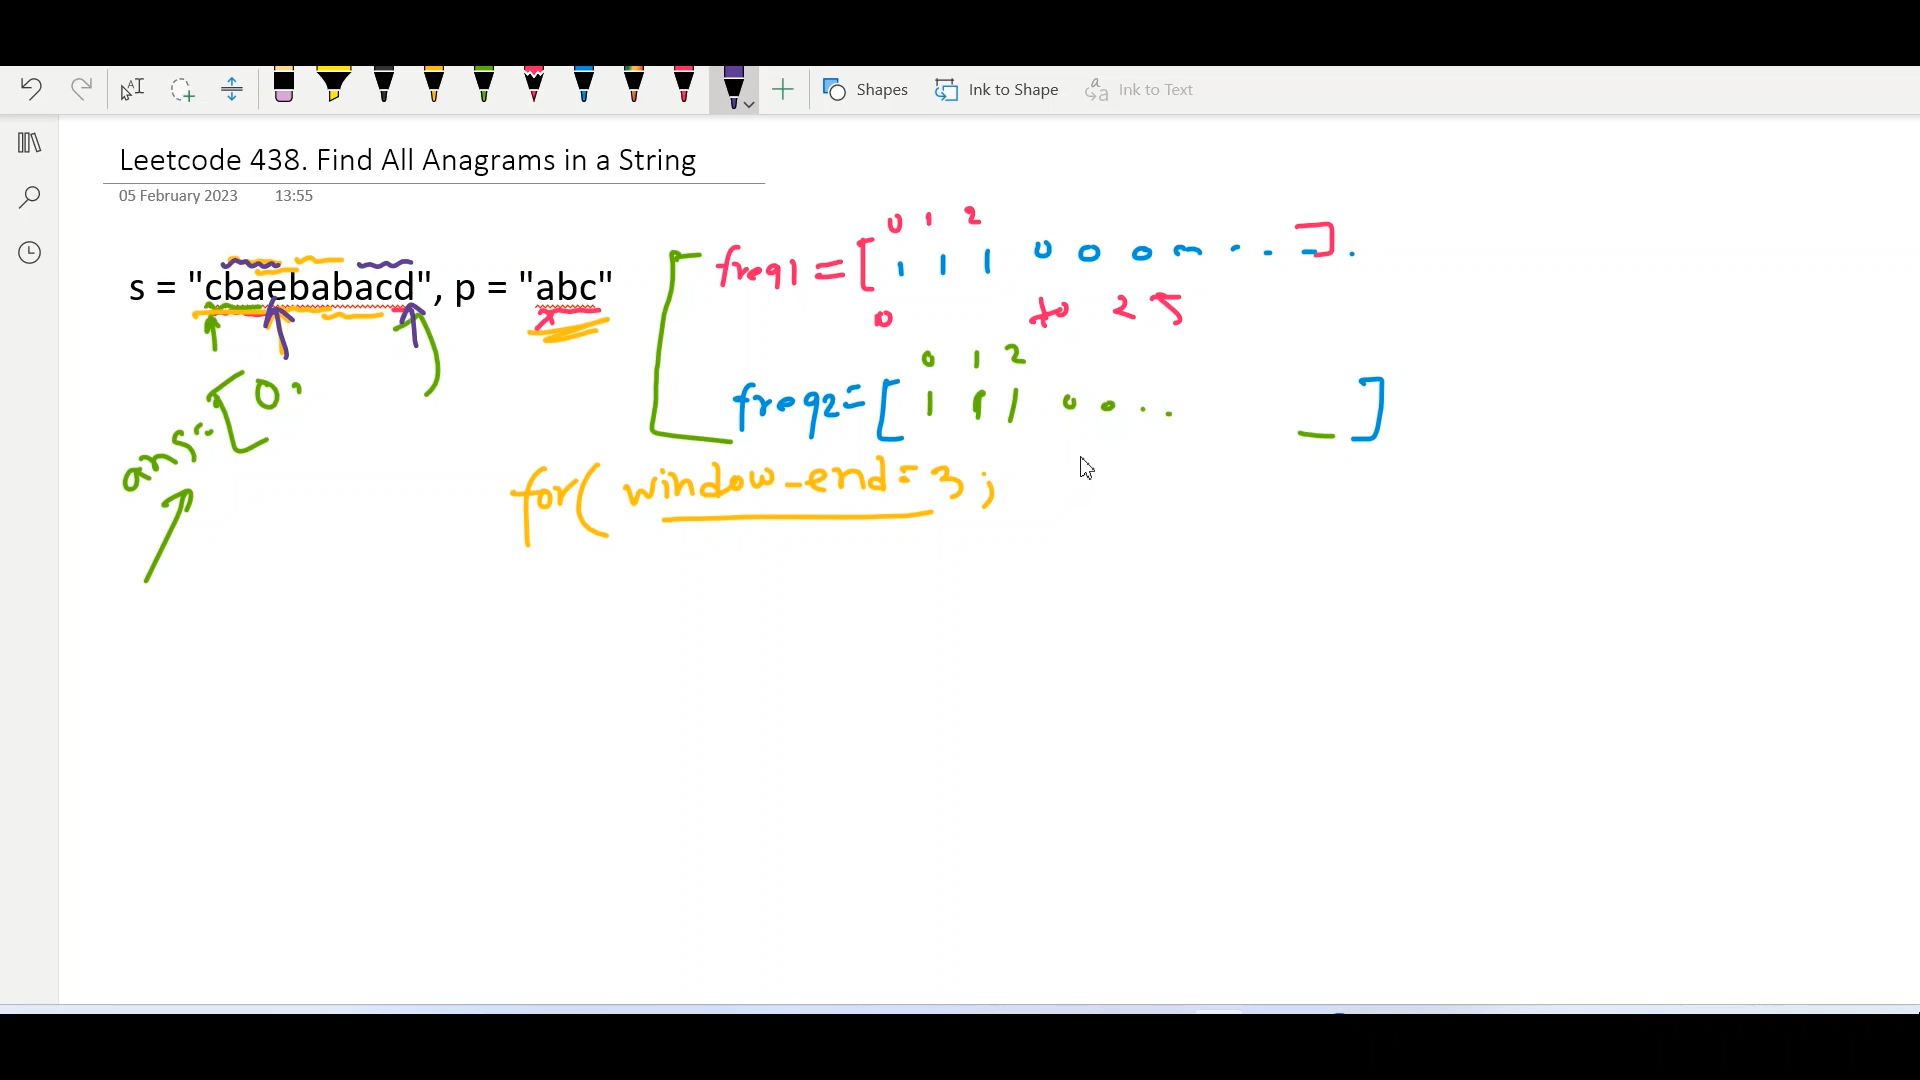 Shapes Ink to Shape Ink to Text
Leetcode 438. Find All Anagrams in a String
05 February 2023 13:55
0 1 2
freq1 = [ 1 1 1 0 0 0 - . . - ] .
s = "cbaebabacd", p = "abc"
0 to 25
0 1 2
freq2 = [ 1 1 1 0 0 . . _ ]
ans = [ 0,
for( window_end = 3 ;